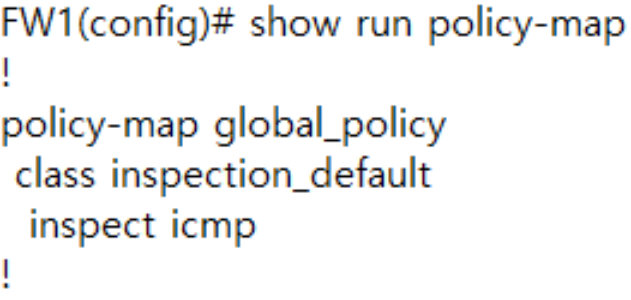 FW1(config)# show run policy-map
!
policy-map global_policy
class inspection_default
inspect icmp
!